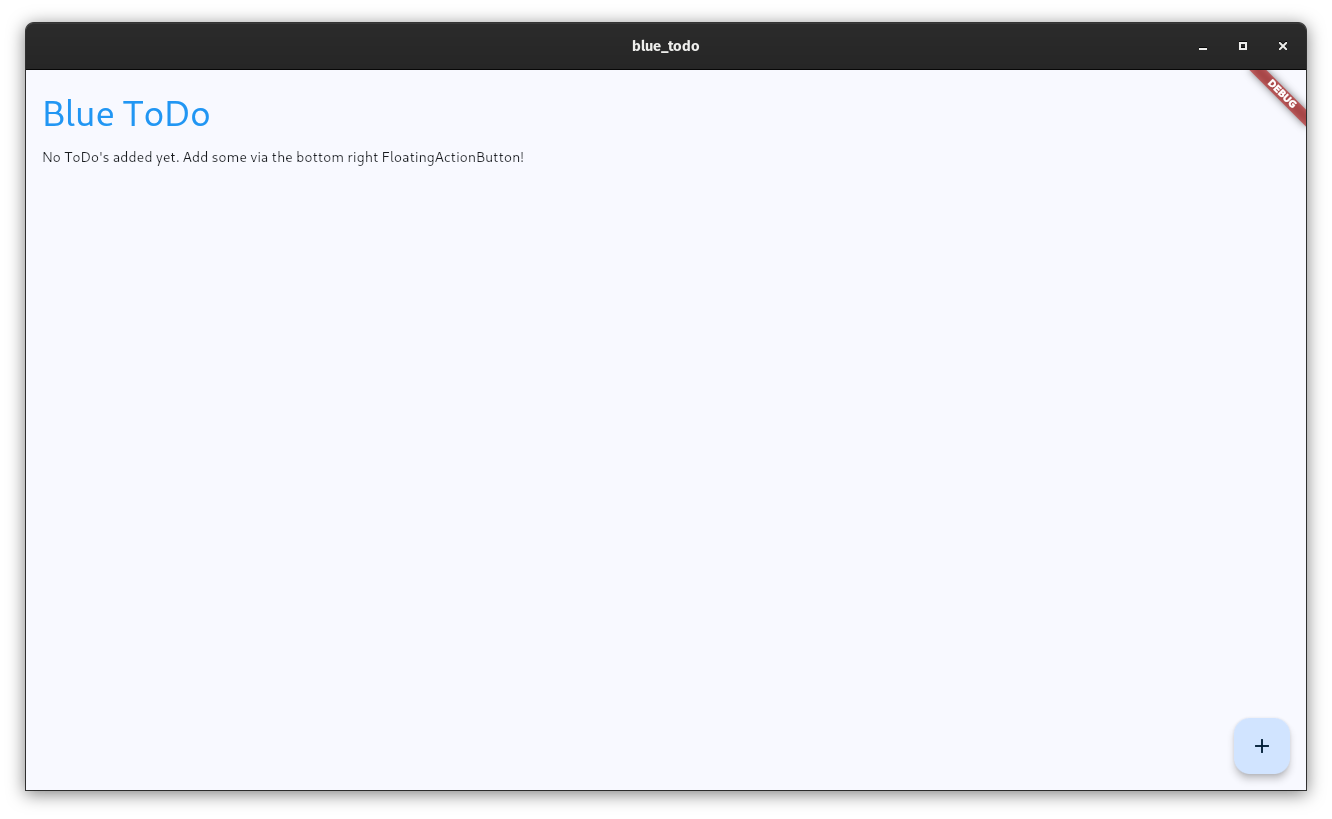 blue_todo
DEBUG
Blue ToDo
No ToDo's added yet. Add some via the bottom right FloatingActionButton!